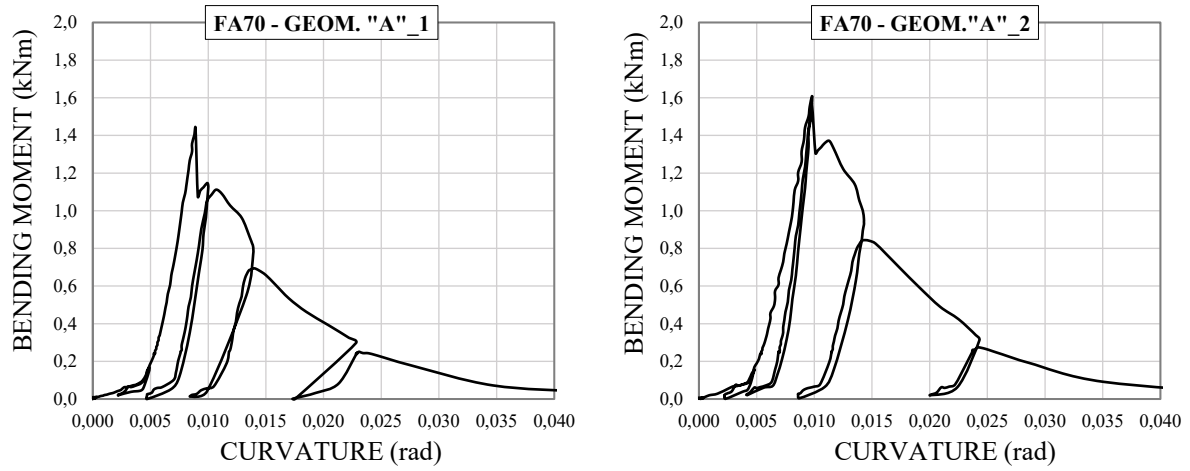 FA70 - GEOM. "A"_1
BENDING MOMENT (kNm)
2,0
1,8
1,6
1,4
1,2
1,0
0,8
0,6
0,4
0,2
0,0
0,000 0,005 0,010 0,015 0,020 0,025 0,030 0,035 0,040
CURVATURE (rad)
FA70 - GEOM."A"_2
BENDING MOMENT (kNm)
2,0
1,8
1,6
1,4
1,2
1,0
0,8
0,6
0,4
0,2
0,0
0,000 0,005 0,010 0,015 0,020 0,025 0,030 0,035 0,040
CURVATURE (rad)